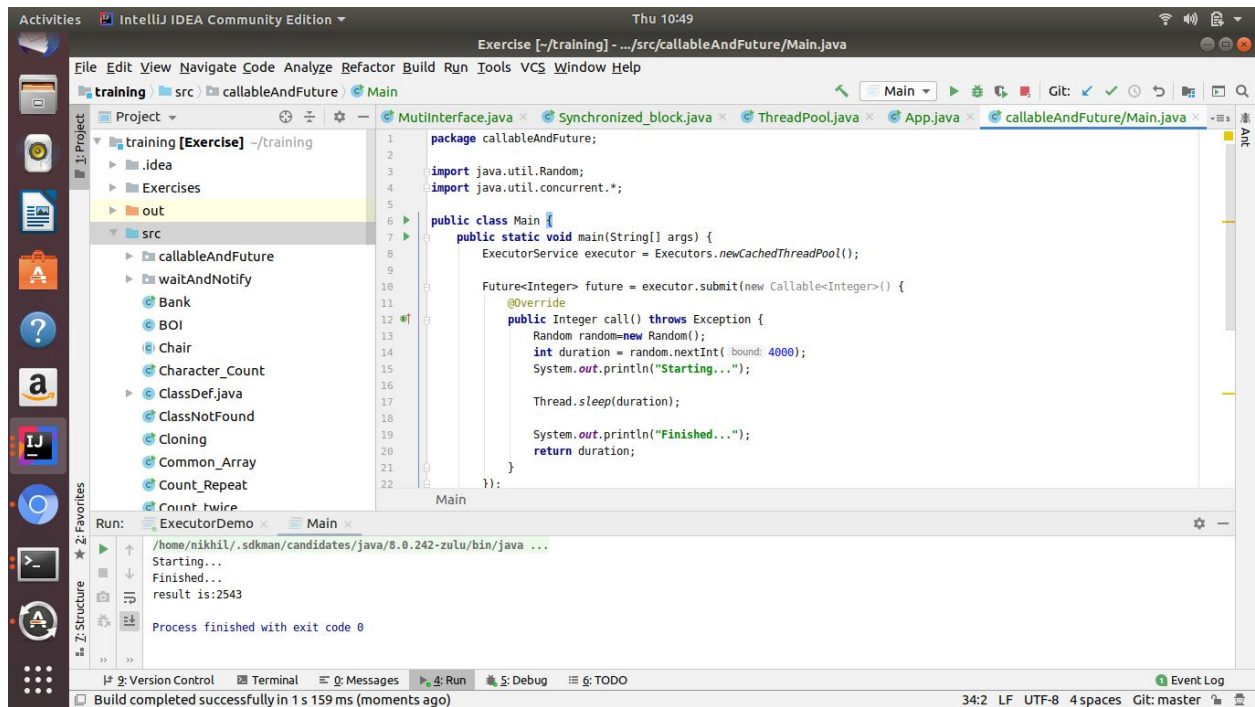 Activities IntelliJ IDEA Community Edition Thu 10:49
Exercise [~/training] - .../src/callableAndFuture/Main.java
File Edit View Navigate Code Analyze Refactor Build Run Tools VCS Window Help
training src callableAndFuture Main Main Git:
1: Project
Project
training [Exercise] ~/training
.idea
Exercises
out
src
callableAndFuture
waitAndNotify
Bank
BOI
Chair
Character_Count
ClassDef.java
ClassNotFound
Cloning
Common_Array
Count_Repeat
Count_twice
MutiInterface.java Synchronized_block.java ThreadPool.java App.java callableAndFuture/Main.java
Ant
1 package callableAndFuture;
2
3 import java.util.Random;
4 import java.util.concurrent.*;
5
6 public class Main {
7 public static void main(String[] args) {
8 ExecutorService executor = Executors.newCachedThreadPool();
9
10 Future<Integer> future = executor.submit(new Callable<Integer>() {
11 @Override
12 public Integer call() throws Exception {
13 Random random=new Random();
14 int duration = random.nextInt( bound: 4000);
15 System.out.println("Starting...");
16
17 Thread.sleep(duration);
18
19 System.out.println("Finished...");
20 return duration;
21 }
22 });
Main
2: Favorites
Z: Structure
Run: ExecutorDemo Main
/home/nikhil/.sdkman/candidates/java/8.0.242-zulu/bin/java ...
Starting...
Finished...
result is:2543
Process finished with exit code 0
9: Version Control Terminal 0: Messages 4: Run 5: Debug 6: TODO 1 Event Log
Build completed successfully in 1 s 159 ms (moments ago) 34:2 LF UTF-8 4 spaces Git: master